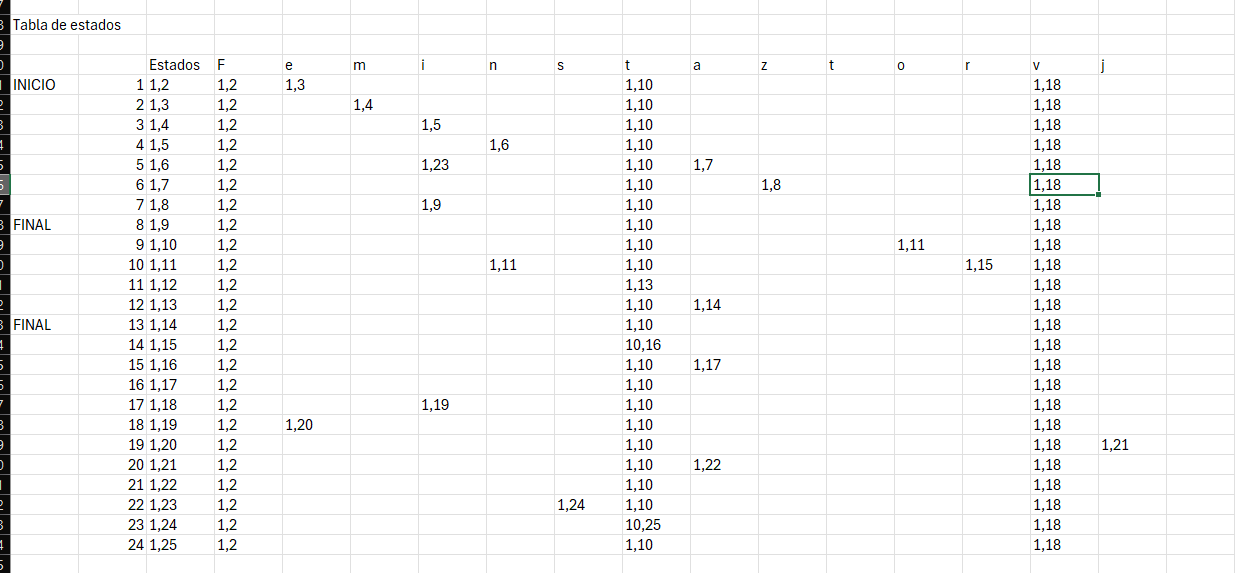 Tabla de estados
Estados F e m i n s t a z t o r v j
INICIO 1 1,2 1,2 1,3 1,10 1,18
2 1,3 1,2 1,4 1,10 1,18
3 1,4 1,2 1,5 1,10 1,18
4 1,5 1,2 1,6 1,10 1,18
5 1,6 1,2 1,23 1,10 1,7 1,18
6 1,7 1,2 1,10 1,8 1,18
7 1,8 1,2 1,9 1,10 1,18
FINAL 8 1,9 1,2 1,10 1,18
9 1,10 1,2 1,10 1,11 1,18
10 1,11 1,2 1,11 1,10 1,15 1,18
11 1,12 1,2 1,13 1,18
12 1,13 1,2 1,10 1,14 1,18
FINAL 13 1,14 1,2 1,10 1,18
14 1,15 1,2 10,16 1,18
15 1,16 1,2 1,10 1,17 1,18
16 1,17 1,2 1,10 1,18
17 1,18 1,2 1,19 1,10 1,18
18 1,19 1,2 1,20 1,10 1,18
19 1,20 1,2 1,10 1,18 1,21
20 1,21 1,2 1,10 1,22 1,18
21 1,22 1,2 1,10 1,18
22 1,23 1,2 1,24 1,10 1,18
23 1,24 1,2 10,25 1,18
24 1,25 1,2 1,10 1,18